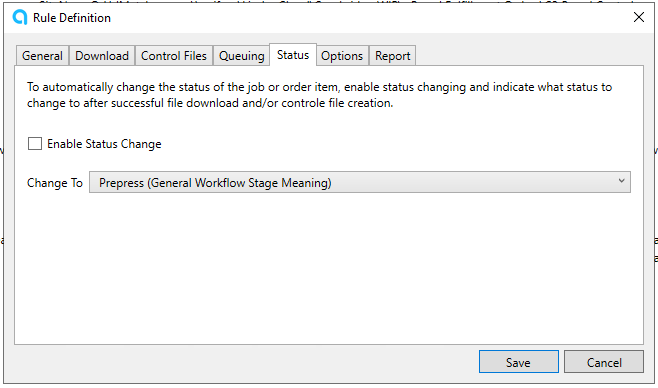 Rule Definition
General Download Control Files Queuing Status Options Report
To automatically change the status of the job or order item, enable status changing and indicate what status to
change to after successful file download and/or controle file creation.
Enable Status Change
Change To Prepress (General Workflow Stage Meaning)
Save Cancel